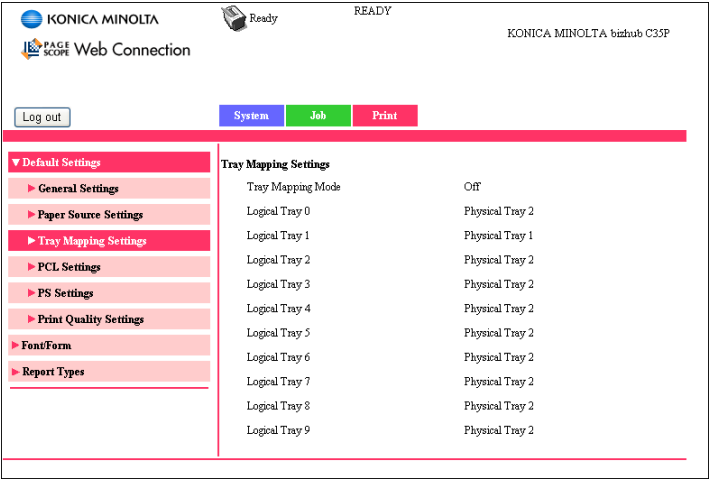 KONICA MINOLTA
Ready
READY
KONICA MINOLTA bizhub C35P
PAGE SCOPE Web Connection
Log out
System
Job
Print
Default Settings
General Settings
Paper Source Settings
Tray Mapping Settings
PCL Settings
PS Settings
Print Quality Settings
Font/Form
Report Types
Tray Mapping Settings
Tray Mapping Mode Off
Logical Tray 0 Physical Tray 2
Logical Tray 1 Physical Tray 1
Logical Tray 2 Physical Tray 2
Logical Tray 3 Physical Tray 2
Logical Tray 4 Physical Tray 2
Logical Tray 5 Physical Tray 2
Logical Tray 6 Physical Tray 2
Logical Tray 7 Physical Tray 2
Logical Tray 8 Physical Tray 2
Logical Tray 9 Physical Tray 2